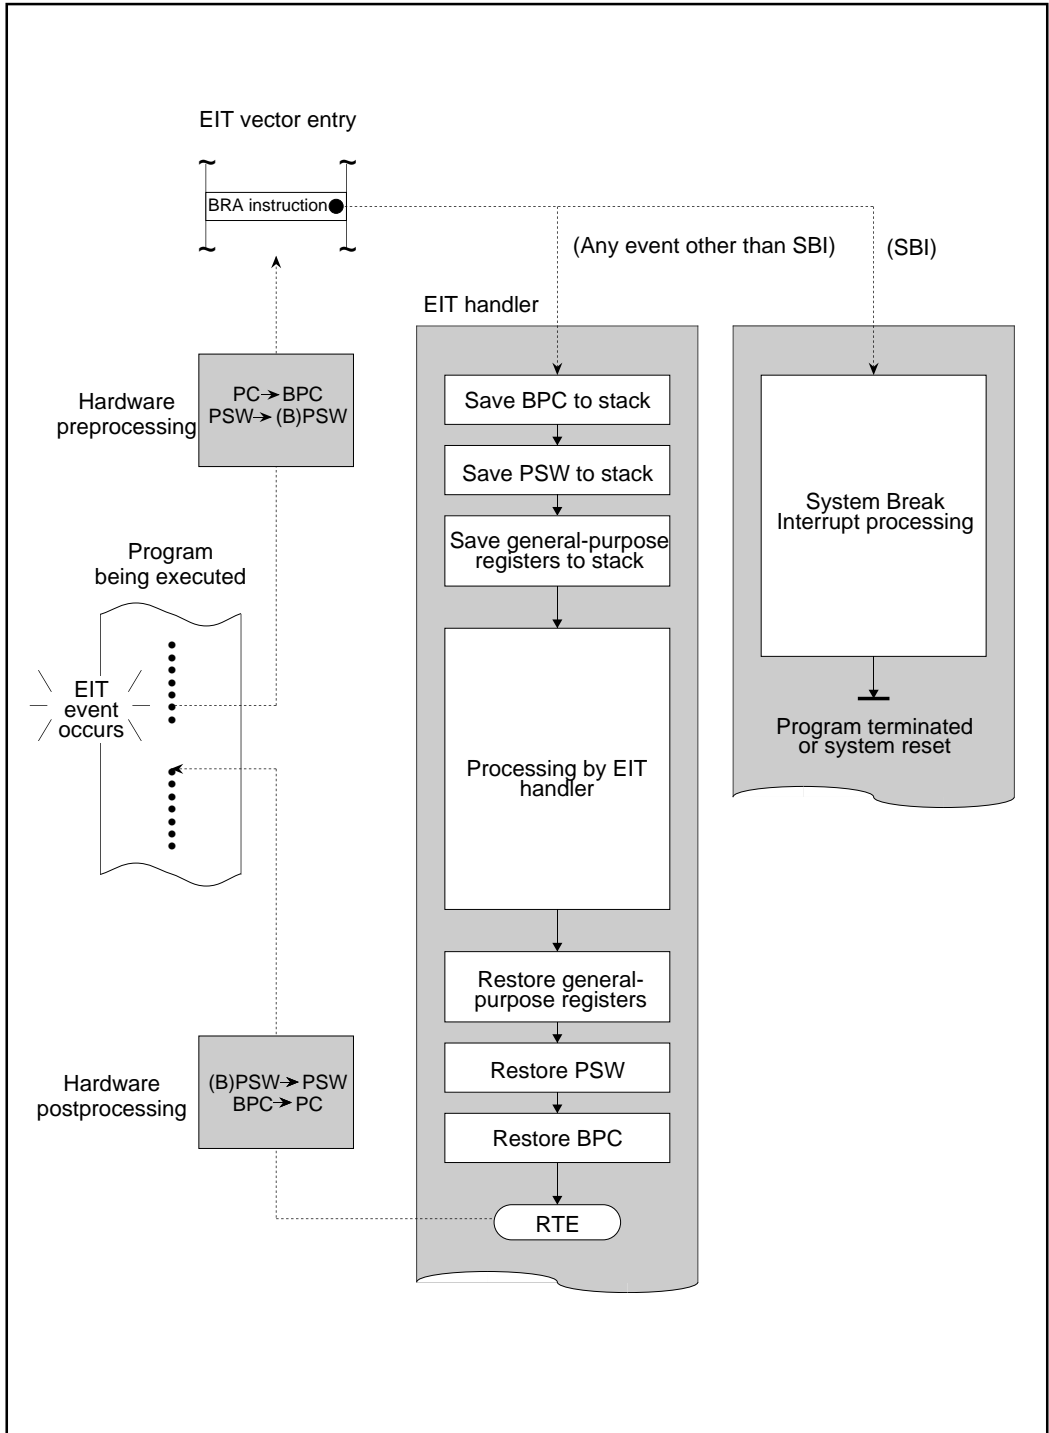 EIT vector entry
BRA instruction
(Any event other than SBI)
(SBI)
EIT handler
Hardware
preprocessing
PC→BPC
PSW→(B)PSW
Save BPC to stack
Save PSW to stack
Save general-purpose
registers to stack
System Break
Interrupt processing
Program
being executed
EIT
event
occurs
Program terminated
or system reset
Processing by EIT
handler
Restore general-
purpose registers
Hardware
postprocessing
(B)PSW→PSW
BPC→PC
Restore PSW
Restore BPC
RTE